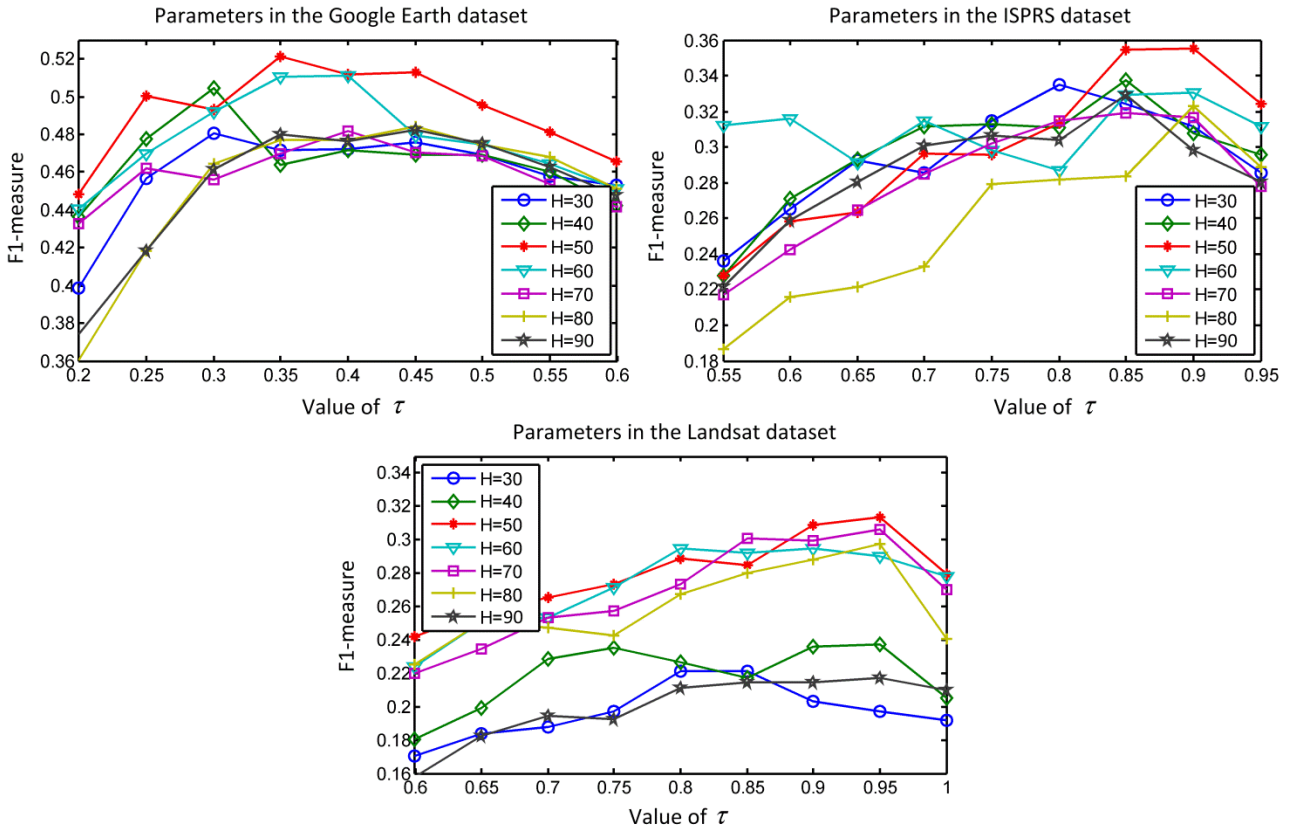 Parameters in the Google Earth dataset
0.52
0.5
0.48
0.46
0.44
0.42
0.4
0.38
0.36
F1-measure
H=30
H=40
H=50
H=60
H=70
H=80
H=90
0.2 0.25 0.3 0.35 0.4 0.45 0.5 0.55 0.6
Value of τ
Parameters in the ISPRS dataset
0.36
0.34
0.32
0.3
0.28
0.26
0.24
0.22
0.2
0.18
F1-measure
H=30
H=40
H=50
H=60
H=70
H=80
H=90
0.55 0.6 0.65 0.7 0.75 0.8 0.85 0.9 0.95
Value of τ
Parameters in the Landsat dataset
0.34
0.32
0.3
0.28
0.26
0.24
0.22
0.2
0.18
0.16
F1-measure
H=30
H=40
H=50
H=60
H=70
H=80
H=90
0.6 0.65 0.7 0.75 0.8 0.85 0.9 0.95 1
Value of τ